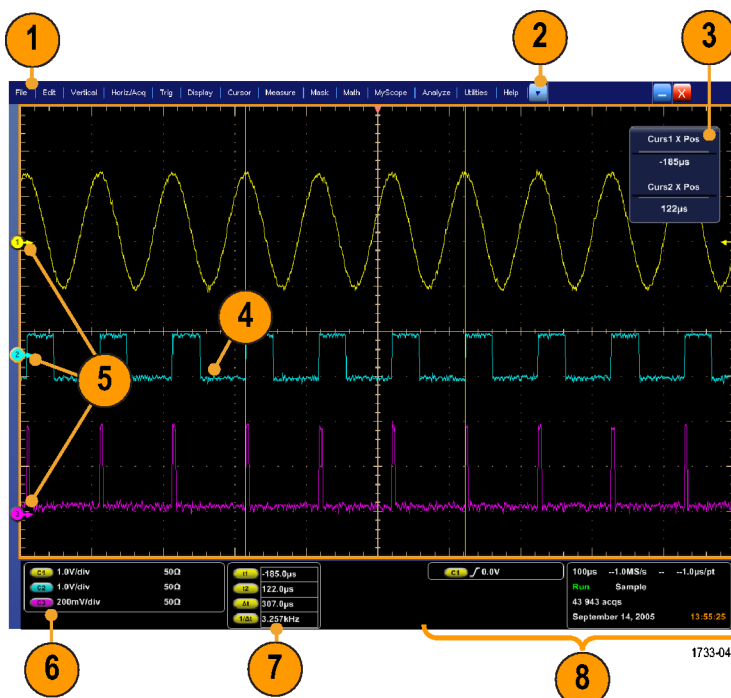 1 2 3
File Edit Vertical Horiz/Acq Trig Display Cursor Measure Mask Math MyScope Analyze Utilities Help
Curs1 X Pos
-185µs
Curs2 X Pos
122µs
1
4
2
5
3
C1 1.0V/div 50Ω
C2 1.0V/div 50Ω
C3 200mV/div 50Ω
t1 -185.0µs
t2 122.0µs
Δt 307.0µs
1/Δt 3.257kHz
C1 0.0V
100µs --1.0MS/s -- --1.0µs/pt
Run Sample
43 943 acqs
September 14, 2005 13:55:25
6 7 8
1733-04